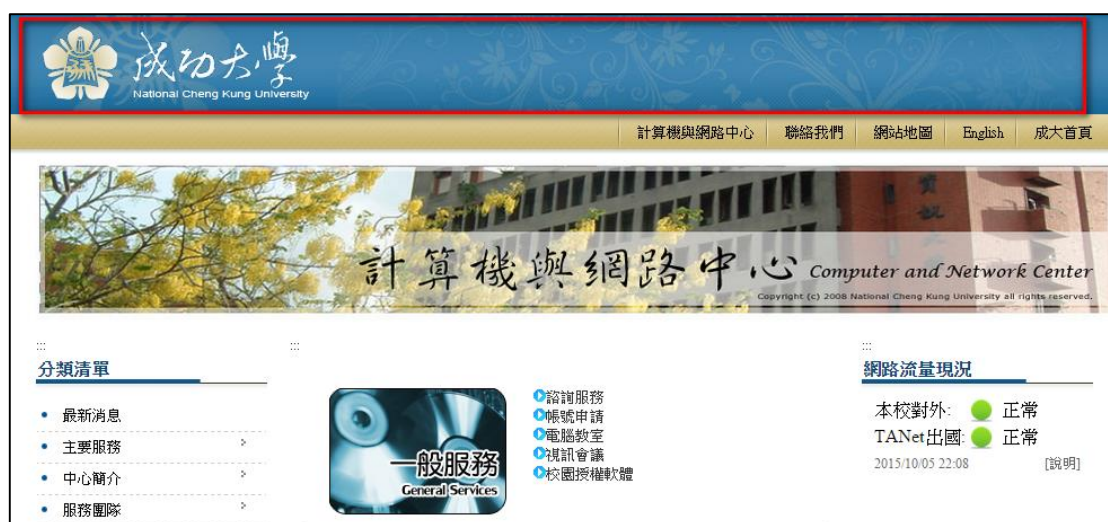 成功大學
National Cheng Kung University
計算機與網路中心 聯絡我們 網站地圖 English 成大首頁
資訊
計算機與網路中心 Computer and Network Center
Copyright (c) 2008 National Cheng Kung University all rights reserved.
:::
分類清單
最新消息
主要服務
中心簡介
服務團隊
:::
一般服務
General Services
諮詢服務
帳號申請
電腦教室
視訊會議
校園授權軟體
:::
網路流量現況
本校對外: 正常
TANet出國: 正常
2015/10/05 22:08 [說明]